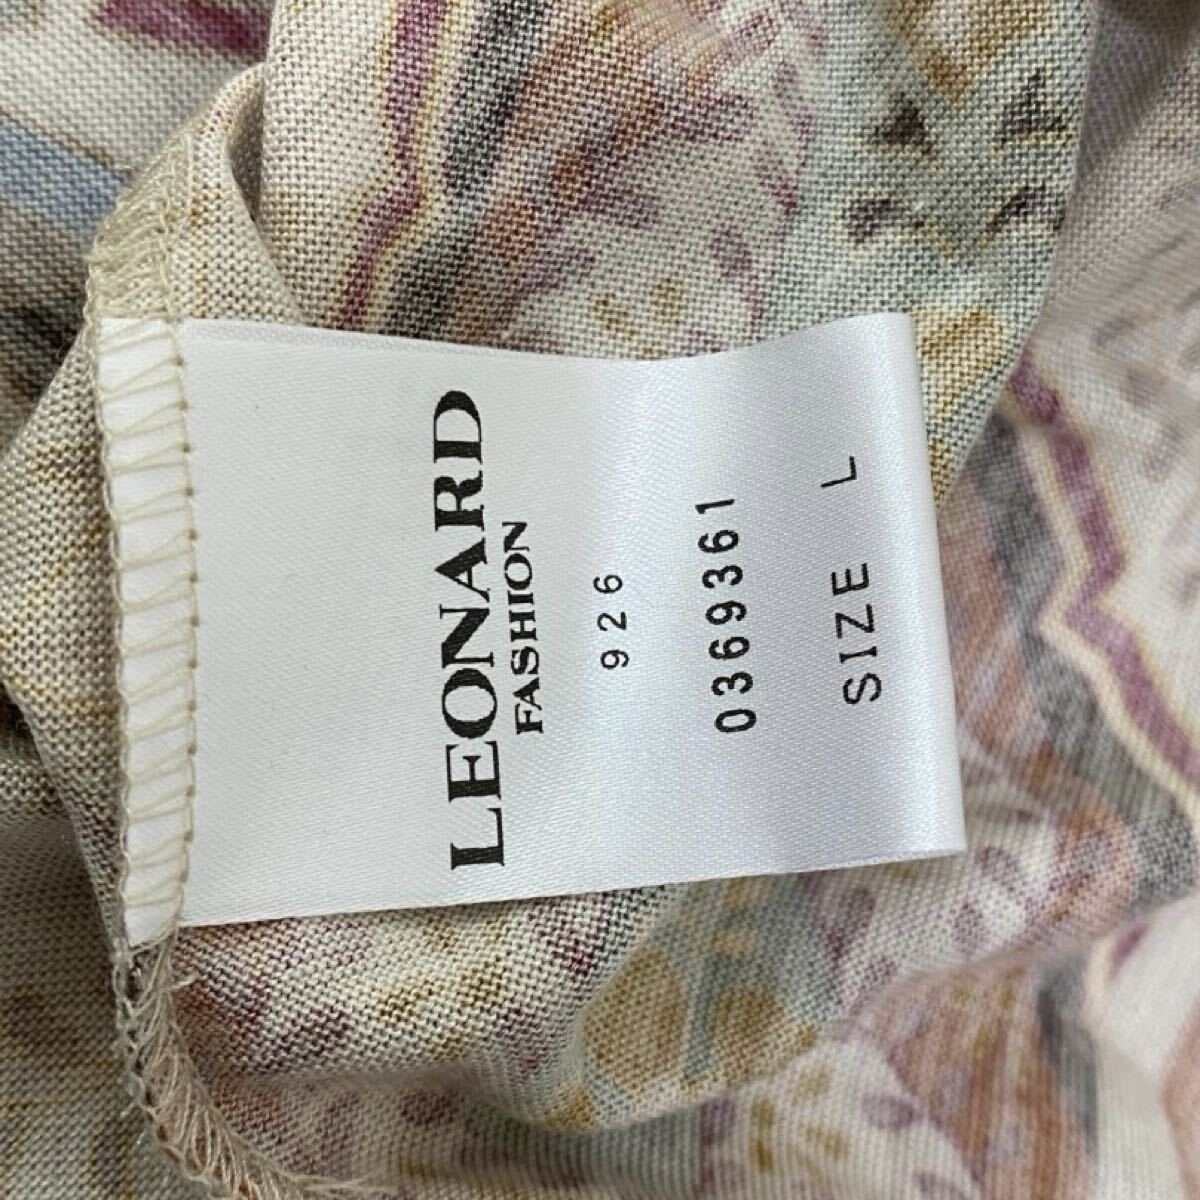 LEONARD
FASHION
926
0369361
SIZE L